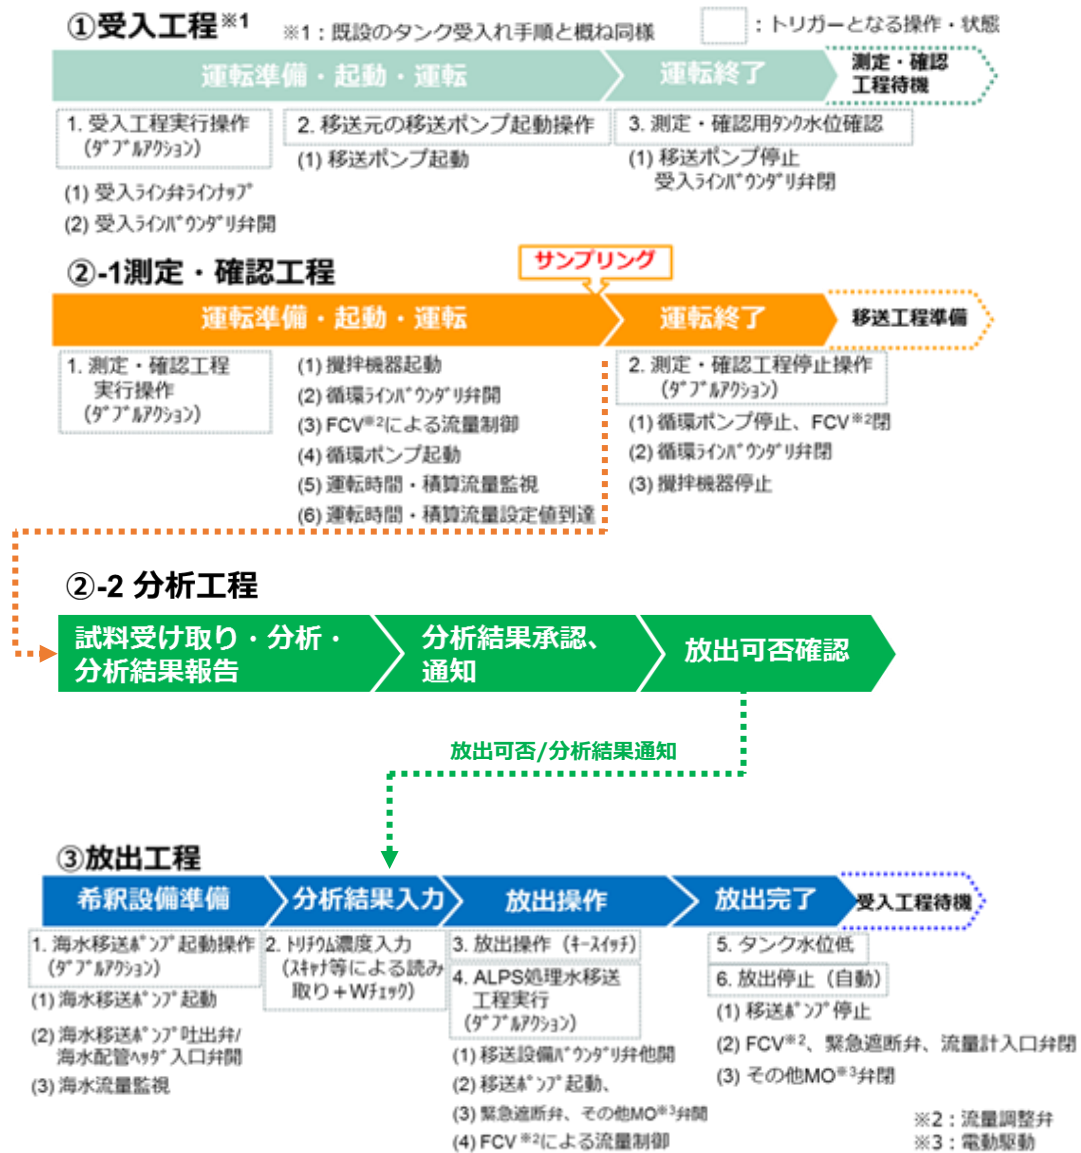 ①受入工程※1
※1：既設のタンク受入れ手順と概ね同様
：トリガーとなる操作・状態
運転準備・起動・運転
運転終了
測定・確認
工程待機
1. 受入工程実行操作
(ﾀﾞﾌﾞﾙｱｸｼｮﾝ)
(1) 受入ﾗｲﾝ弁ﾗｲﾝﾅｯﾌﾟ
(2) 受入ﾗｲﾝﾊﾞｳﾝﾀﾞﾘ弁開
2. 移送元の移送ポンプ起動操作
(1) 移送ポンプ起動
3. 測定・確認用ﾀﾝｸ水位確認
(1) 移送ポンプ停止
受入ﾗｲﾝﾊﾞｳﾝﾀﾞﾘ弁閉
②-1測定・確認工程
サンプリング
運転準備・起動・運転
運転終了
移送工程準備
1. 測定・確認工程
実行操作
(ﾀﾞﾌﾞﾙｱｸｼｮﾝ)
(1) 攪拌機器起動
(2) 循環ﾗｲﾝﾊﾞｳﾝﾀﾞﾘ弁開
(3) FCV※2による流量制御
(4) 循環ポンプ起動
(5) 運転時間・積算流量監視
(6) 運転時間・積算流量設定値到達
2. 測定・確認工程停止操作
(ﾀﾞﾌﾞﾙｱｸｼｮﾝ)
(1) 循環ポンプ停止、FCV※2閉
(2) 循環ﾗｲﾝﾊﾞｳﾝﾀﾞﾘ弁閉
(3) 攪拌機器停止
②-2 分析工程
試料受け取り・分析・
分析結果報告
分析結果承認、
通知
放出可否確認
放出可否/分析結果通知
③放出工程
希釈設備準備
分析結果入力
放出操作
放出完了
受入工程待機
1. 海水移送ﾎﾟﾝﾌﾟ起動操作
(ﾀﾞﾌﾞﾙｱｸｼｮﾝ)
(1) 海水移送ﾎﾟﾝﾌﾟ起動
(2) 海水移送ﾎﾟﾝﾌﾟ吐出弁/
海水配管ﾍｯﾀﾞ入口弁開
(3) 海水流量監視
2. ﾄﾘﾁｳﾑ濃度入力
(ｽｷｬﾅ等による読み
取り＋Wﾁｪｯｸ)
3. 放出操作（ｷｰｽｲｯﾁ）
4. ALPS処理水移送
工程実行
(ﾀﾞﾌﾞﾙｱｸｼｮﾝ)
(1) 移送設備ﾊﾞｳﾝﾀﾞﾘ弁他開
(2) 移送ﾎﾟﾝﾌﾟ起動、
(3) 緊急遮断弁、その他MO※3弁開
(4) FCV※2による流量制御
5. タンク水位低
6. 放出停止（自動）
(1) 移送ﾎﾟﾝﾌﾟ停止
(2) FCV※2、緊急遮断弁、流量計入口弁閉
(3) その他MO※3弁閉
※2：流量調整弁
※3：電動駆動